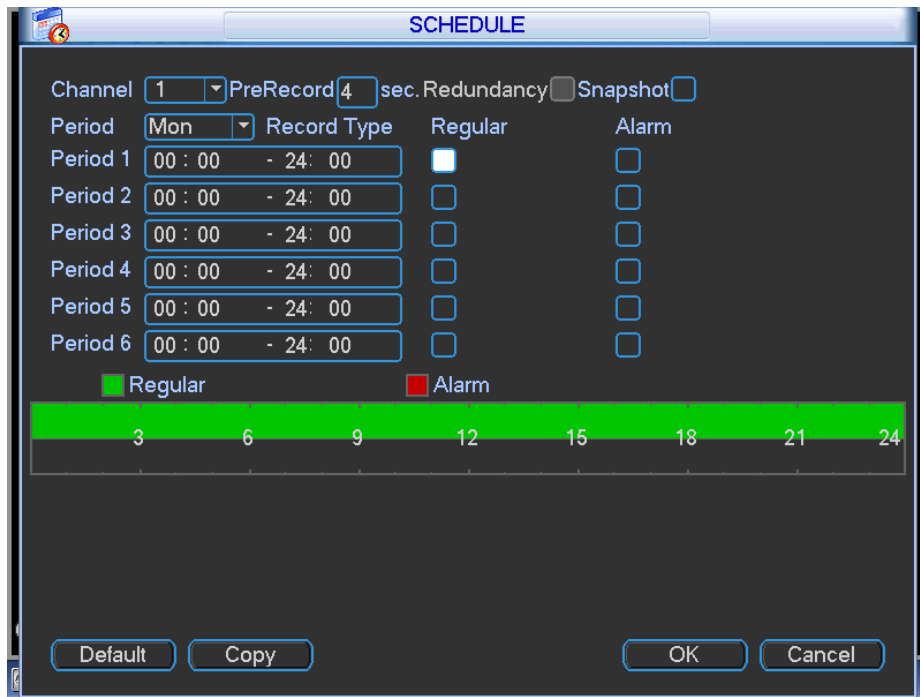 SCHEDULE
Channel 1 PreRecord 4 sec. Redundancy Snapshot
Period Mon Record Type Regular Alarm
Period 1 00 : 00 - 24 : 00
Period 2 00 : 00 - 24 : 00
Period 3 00 : 00 - 24 : 00
Period 4 00 : 00 - 24 : 00
Period 5 00 : 00 - 24 : 00
Period 6 00 : 00 - 24 : 00
Regular Alarm
3 6 9 12 15 18 21 24
Default Copy OK Cancel